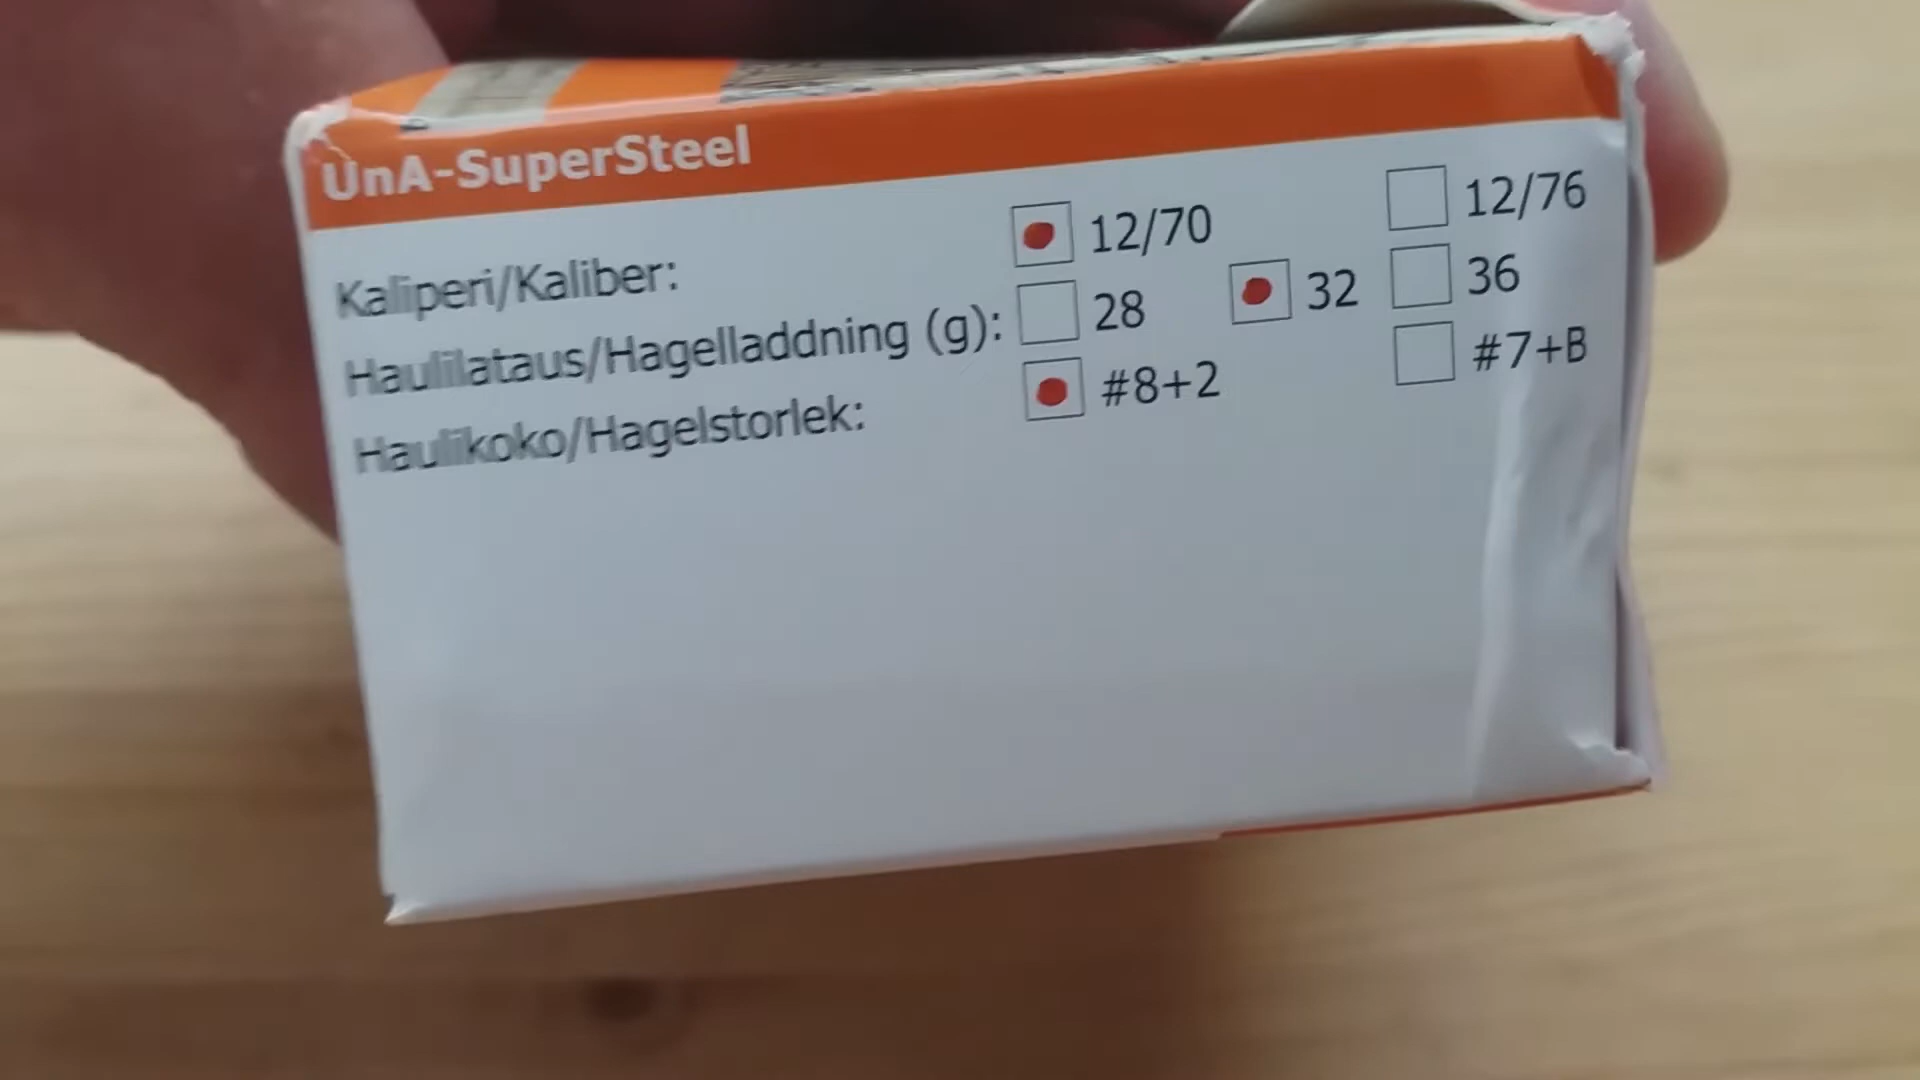 UnA-SuperSteel
Kaliperi/Kaliber: 12/70 12/76
Haulilataus/Hagelladdning (g): 28 32 36
Haulikoko/Hagelstorlek: #8+2 #7+B